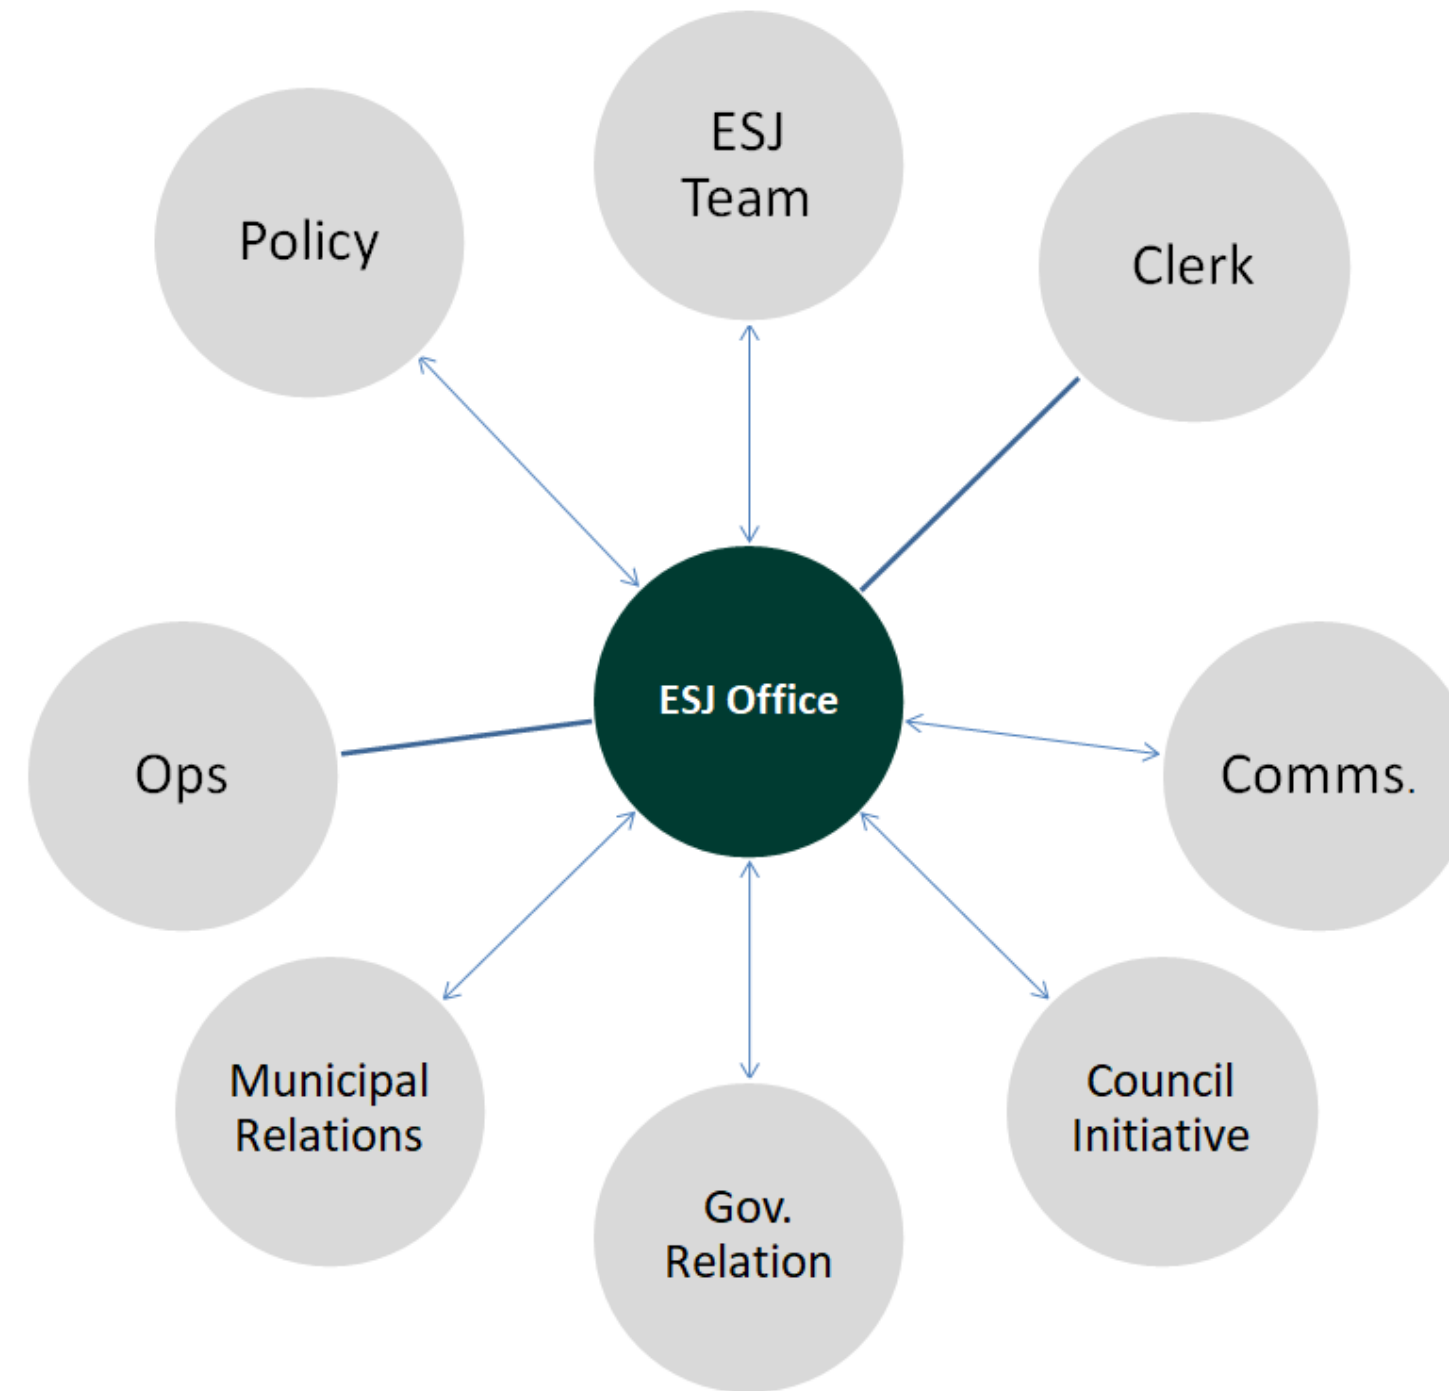 ESJ
Team
Policy
Clerk
ESJ Office
Ops
Comms.
Municipal
Relations
Council
Initiative
Gov.
Relation